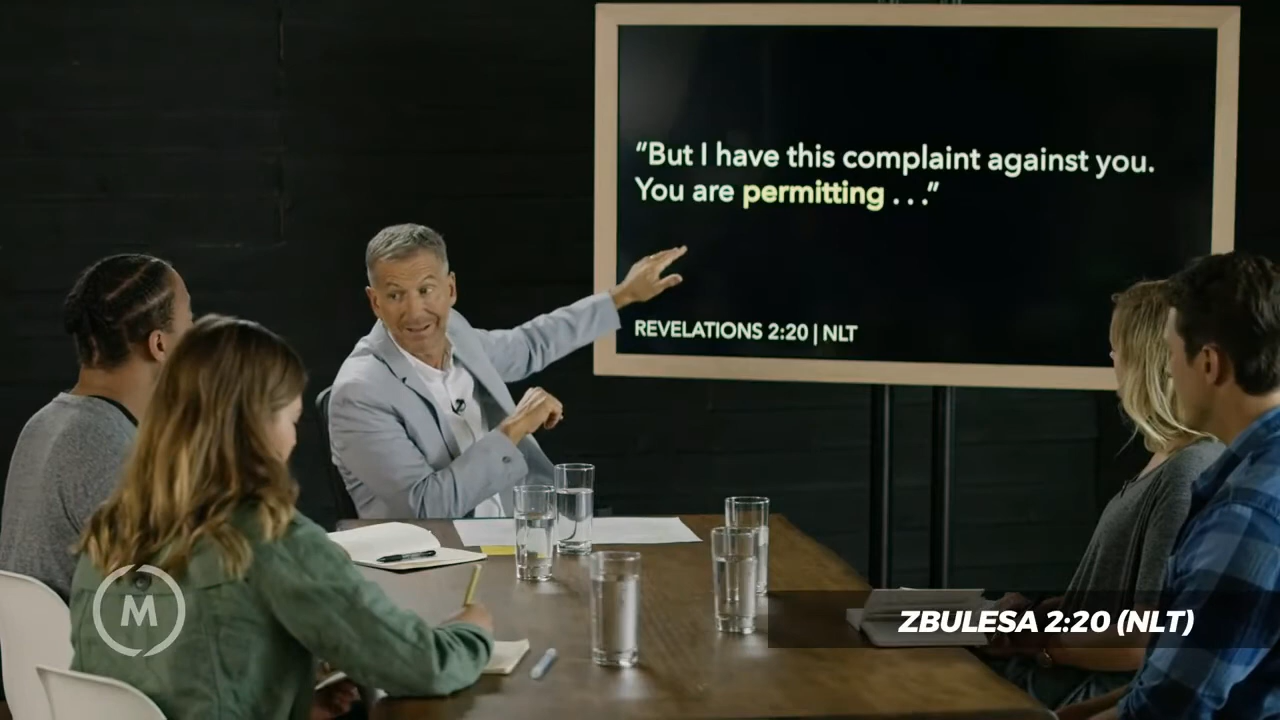 “But I have this complaint against you.
You are permitting . . .”
REVELATIONS 2:20 | NLT
M
ZBULESA 2:20 (NLT)